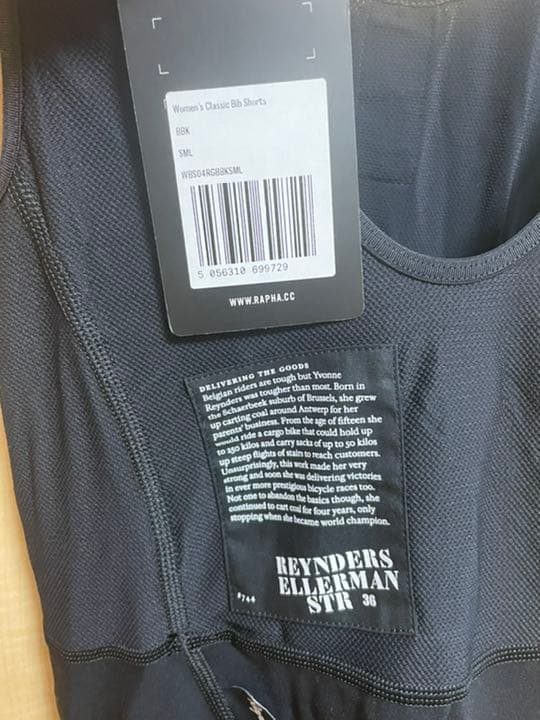 Women's Classic Bib Shorts
BBK
SML
WBS04RGBBKSML
5 056310 699729
WWW.RAPHA.CC
DELIVERING THE GOODS
Belgian riders are tough but Yvonne
Reynders was tougher than most. Born in
the Schaerbeek suburb of Brussels, she grew
up carting coal around Antwerp for her
parents' business. From the age of fifteen she
would ride a cargo bike that could hold up
to 250 kilos and carry sacks of up to 50 kilos
up steep flights of stairs to reach customers.
Unsurprisingly, this work made her very
strong and soon she was delivering victories
in ever more prestigious bicycle races too.
Not one to abandon the basics though, she
continued to cart coal for four years, only
stopping when she became world champion.
REYNDERS
ELLERMAN
STR 36
#744